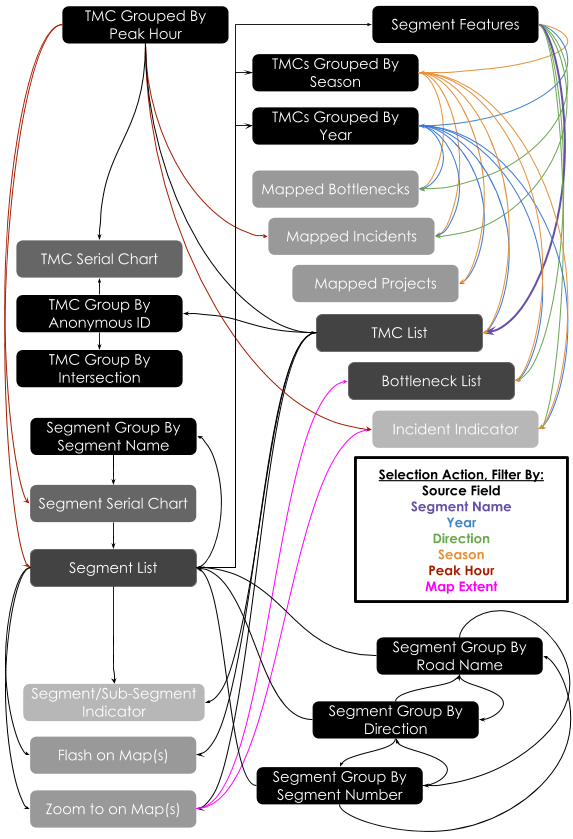 TMC Grouped By
Peak Hour
Segment Features
TMCs Grouped By
Season
TMCs Grouped By
Year
Mapped Bottlenecks
Mapped Incidents
TMC Serial Chart
Mapped Projects
TMC Group By
Anonymous ID
TMC List
TMC Group By
Intersection
Bottleneck List
Segment Group By
Segment Name
Incident Indicator
Selection Action, Filter By:
Source Field
Segment Name
Year
Direction
Season
Peak Hour
Map Extent
Segment Serial Chart
Segment List
Segment Group By
Road Name
Segment/Sub-Segment
Indicator
Segment Group By
Direction
Flash on Map(s)
Segment Group By
Segment Number
Zoom to on Map(s)